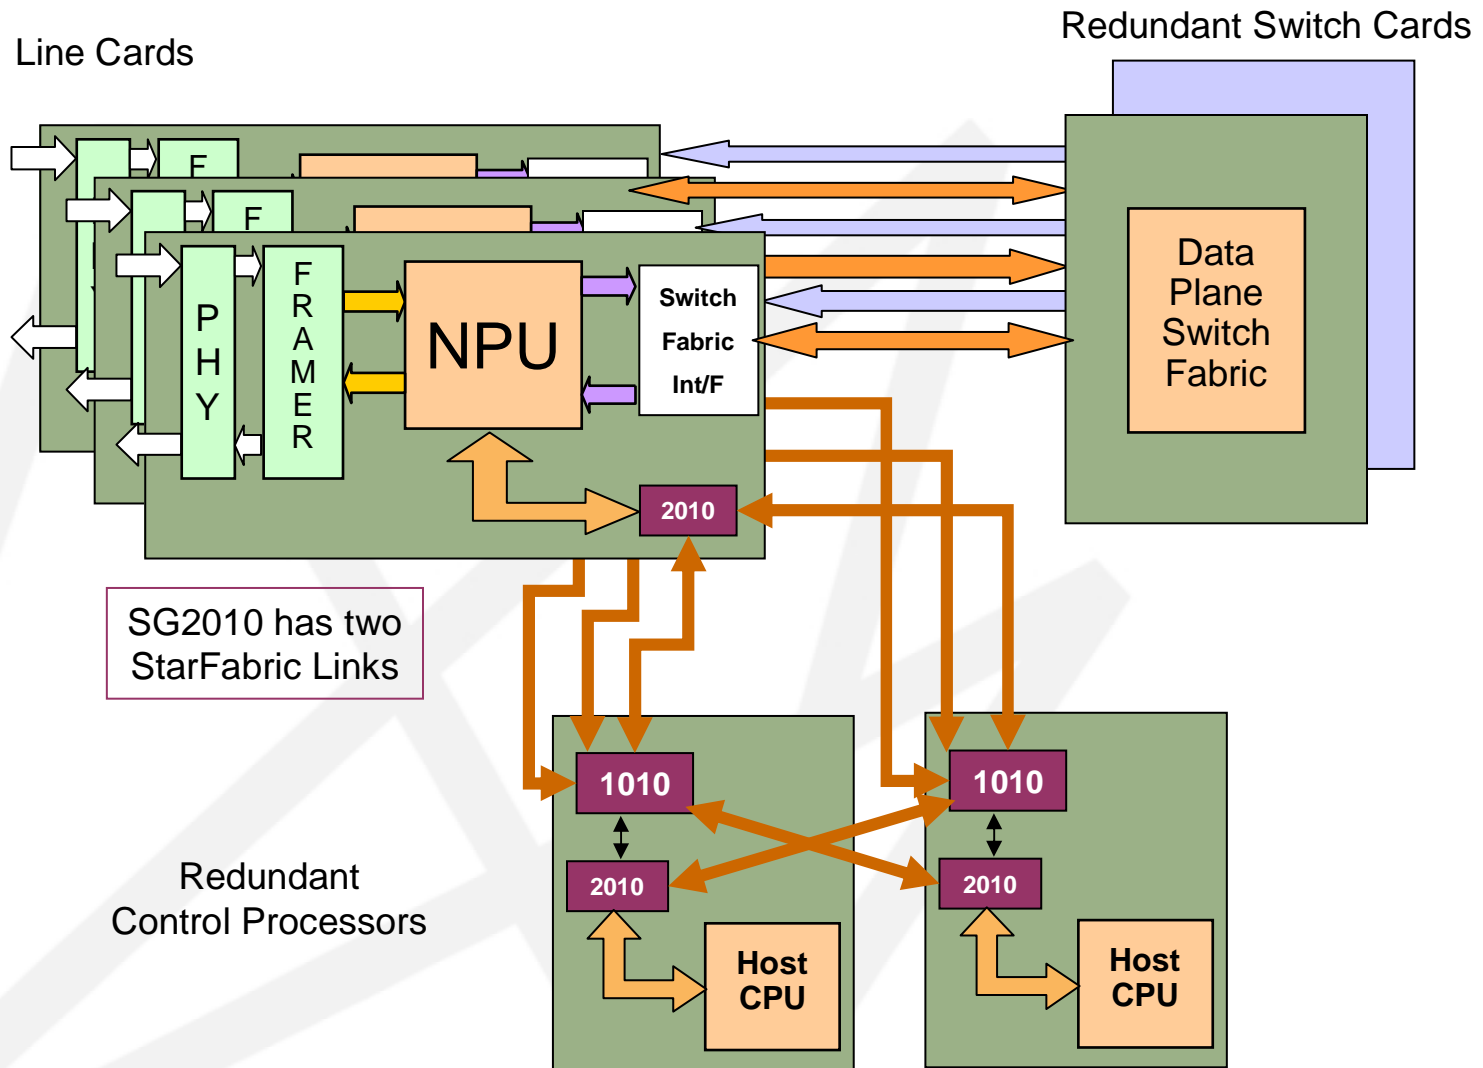 Redundant Switch Cards
Line Cards
F
F
P
H
Y
F
R
A
M
E
R
NPU
Switch
Fabric
Int/F
2010
Data
Plane
Switch
Fabric
SG2010 has two
StarFabric Links
1010
2010
Host
CPU
1010
2010
Host
CPU
Redundant
Control Processors